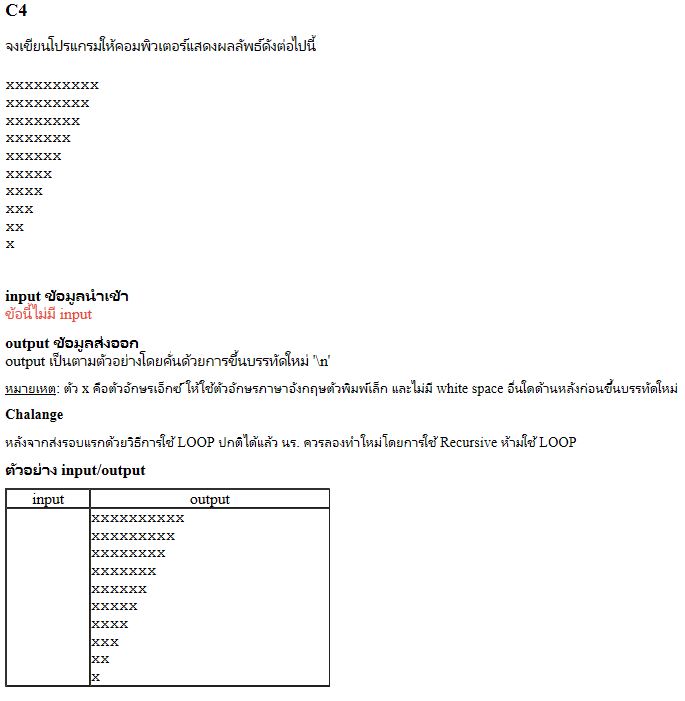 C4
จงเขียนโปรแกรมให้คอมพิวเตอร์แสดงผลลัพธ์ดังต่อไปนี้
xxxxxxxxxx
xxxxxxxxx
xxxxxxxx
xxxxxxx
xxxxxx
xxxxx
xxxx
xxx
xx
x
input ข้อมูลนำเข้า
ข้อนี้ไม่มี input
output ข้อมูลส่งออก
output เป็นตามตัวอย่างโดยคั่นด้วยการขึ้นบรรทัดใหม่ '\n'
หมายเหตุ: ตัว x คือตัวอักษรเอ็กซ์ ให้ใช้ตัวอักษรภาษาอังกฤษตัวพิมพ์เล็ก และไม่มี white space อื่นใดด้านหลังก่อนขึ้นบรรทัดใหม่
Chalange
หลังจากส่งรอบแรกด้วยวิธีการใช้ LOOP ปกติได้แล้ว นร. ควรลองทำใหม่โดยการใช้ Recursive ห้ามใช้ LOOP
ตัวอย่าง input/output
input output
xxxxxxxxxx
xxxxxxxxx
xxxxxxxx
xxxxxxx
xxxxxx
xxxxx
xxxx
xxx
xx
x